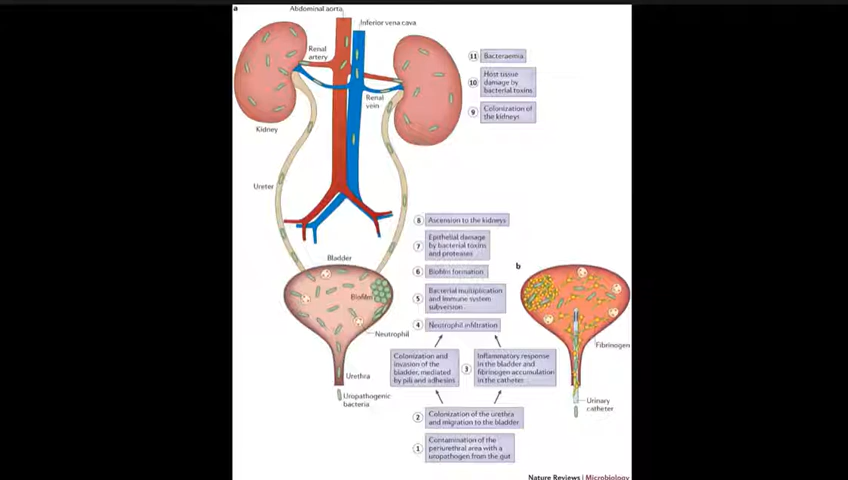 a
Abdominal aorta
Inferior vena cava
Renal
artery
Renal
vein
Kidney
11 Bacteraemia
10 Host tissue
damage by
bacterial toxins
9 Colonization of
the kidneys
Ureter
8 Ascension to the kidneys
7 Epithelial damage
by bacterial toxins
and proteases
6 Biofilm formation
5 Bacterial multiplication
and immune system
subversion
4 Neutrophil infiltration
Bladder
Biofilm
Neutrophil
Urethra
Uropathogenic
bacteria
b
Fibrinogen
Urinary
catheter
Colonization and
invasion of the
bladder, mediated
by pili and adhesins
3 Inflammatory response
in the bladder and
fibrinogen accumulation
in the catheter
2 Colonization of the urethra
and migration to the bladder
1 Contamination of the
periurethral area with a
uropathogen from the gut
Nature Reviews | Microbiology